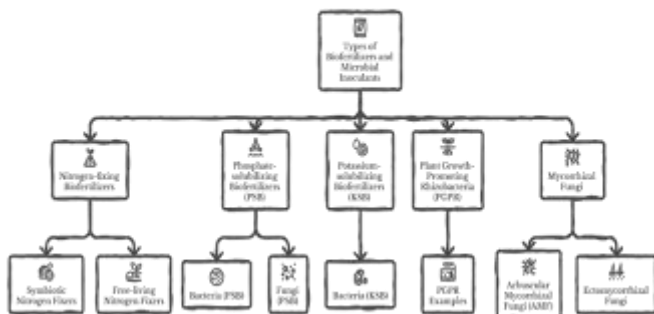 Types of
Biofertilizers and
Microbial
Inoculants
Nitrogen-fixing
Biofertilizers
Phosphate-
solubilizing
Biofertilizers
(PSB)
Potassium-
solubilizing
Biofertilizers
(KSB)
Plant Growth-
Promoting
Rhizobacteria
(PGPR)
Mycorrhizal
Fungi
Symbiotic
Nitrogen Fixers
Free-living
Nitrogen Fixers
Bacteria (PSB)
Fungi
(PSB)
Bacteria (KSB)
PGPR
Examples
Arbuscular
Mycorrhizal
Fungi (AMF)
Ectomycorrhizal
Fungi